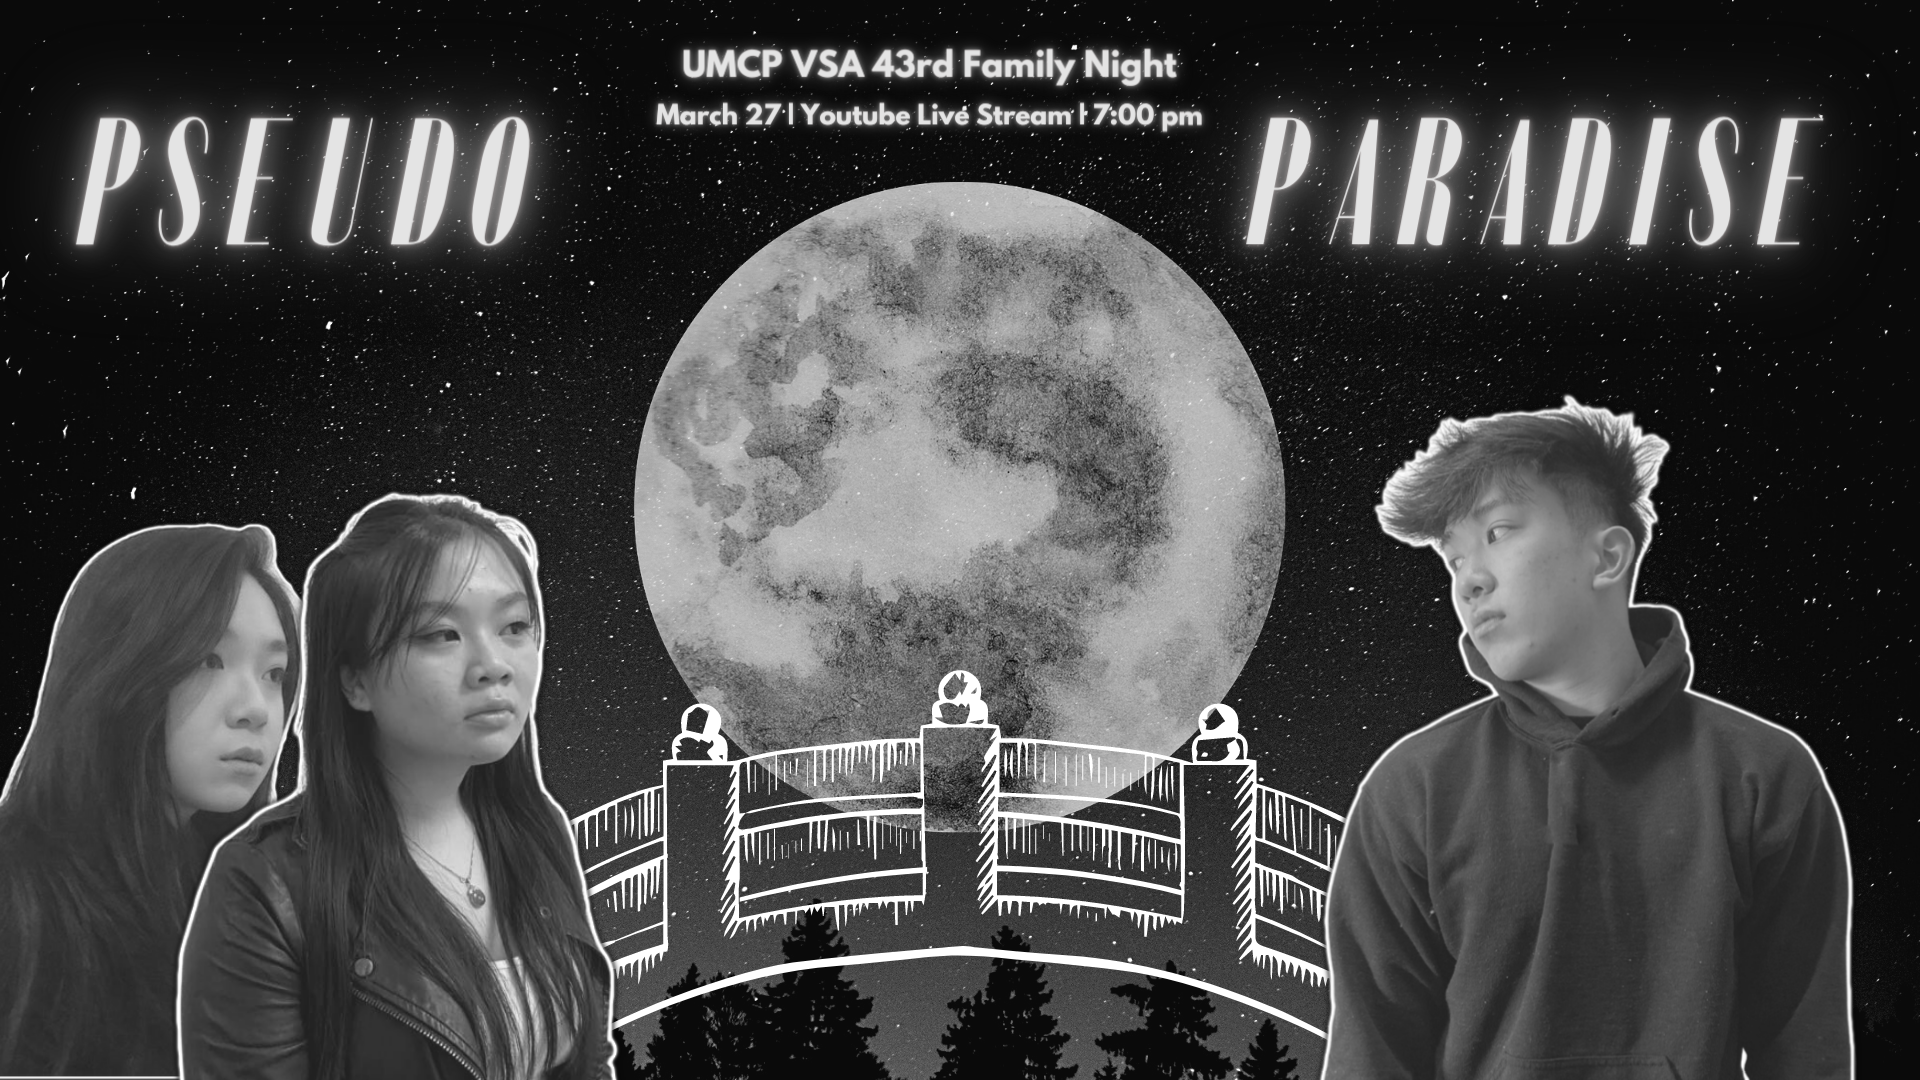 UMCP VSA 43rd Family Night
March 27 | Youtube Live Stream | 7:00 pm
PSEUDO PARADISE